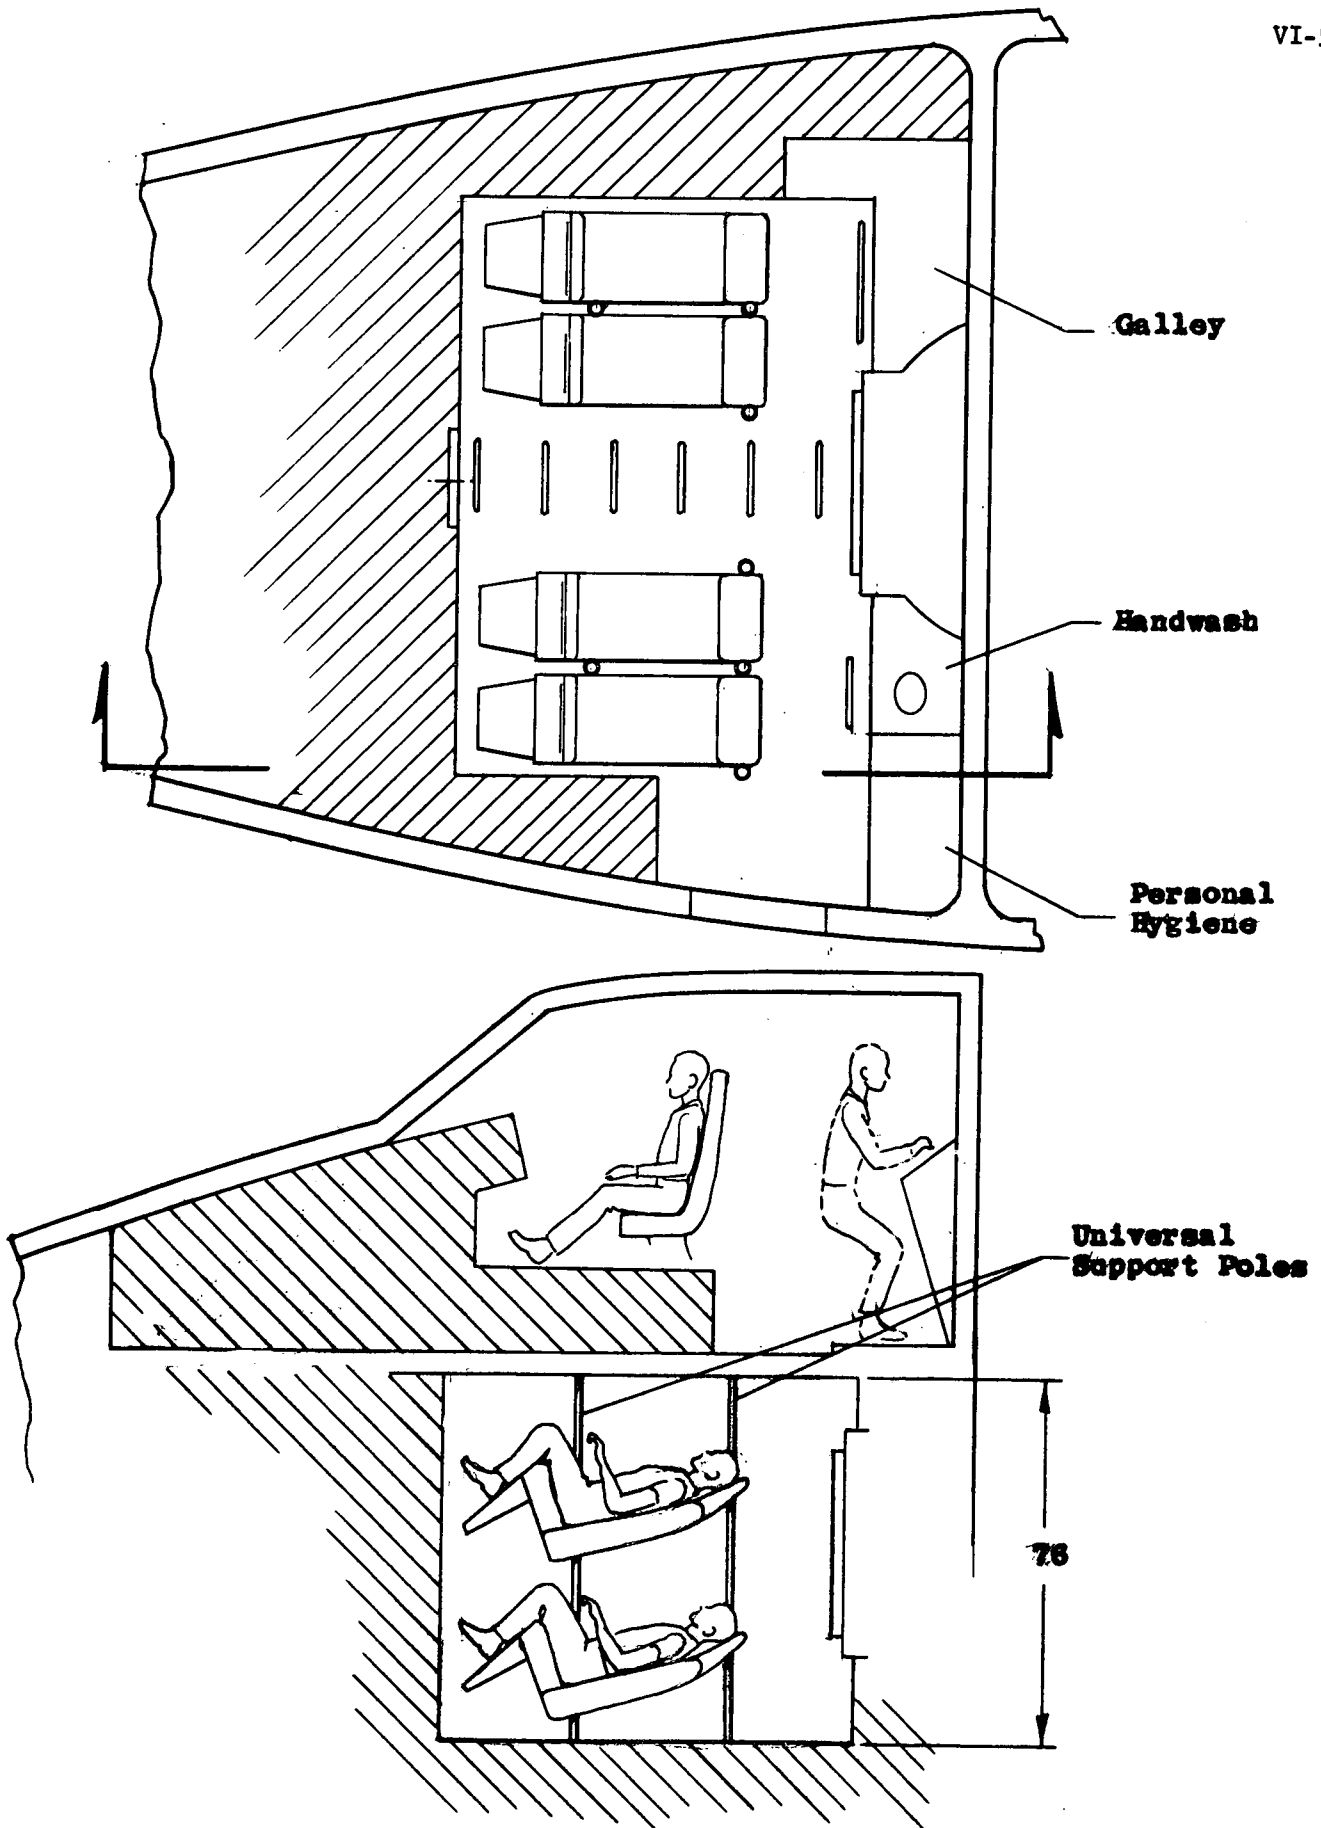 VI-
Galley
Handwash
Personal
Hygiene
Universal
Support Poles
76